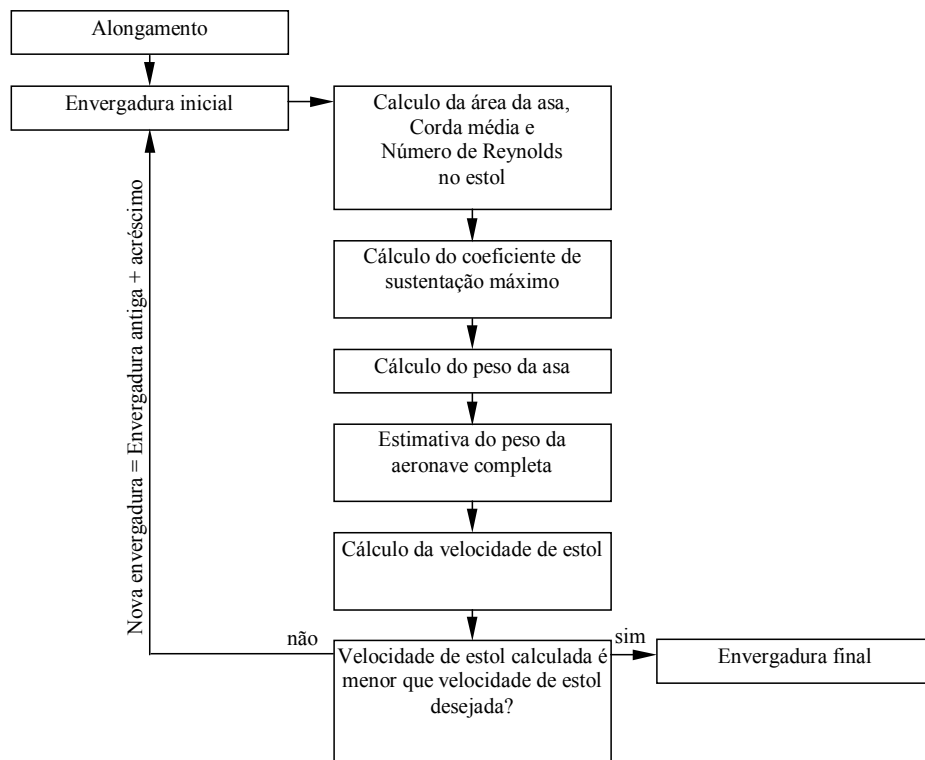 Alongamento
Envergadura inicial
Calculo da área da asa,
Corda média e
Número de Reynolds
no estol
Cálculo do coeficiente de
sustentação máximo
Cálculo do peso da asa
Estimativa do peso da
aeronave completa
Cálculo da velocidade de estol
Velocidade de estol calculada é
menor que velocidade de estol
desejada?
não
sim
Envergadura final
Nova envergadura = Envergadura antiga + acréscimo